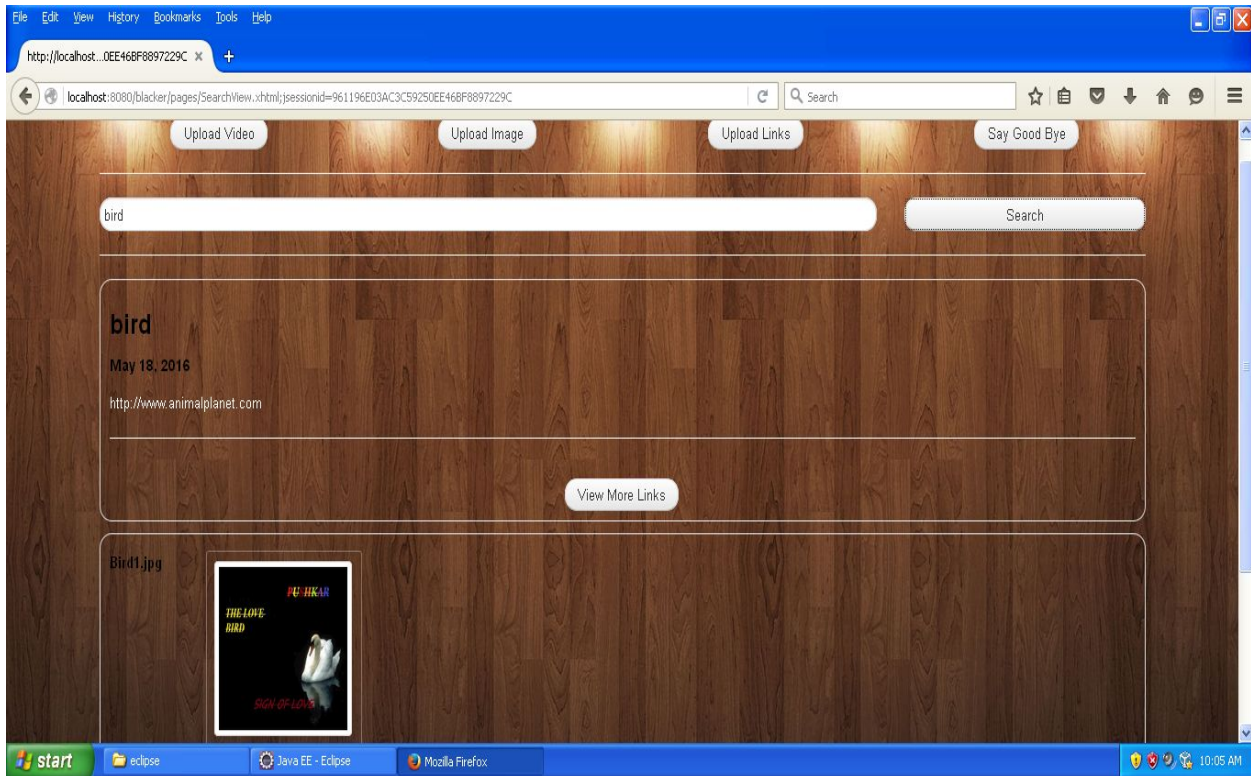 File Edit View History Bookmarks Tools Help
http://localhost...0EE46BF8897229C × +
localhost:8080/blacker/pages/SearchView.xhtml;jsessionid=961196E03AC3C59250EE46BF8897229C Search
Upload Video Upload Image Upload Links Say Good Bye
bird Search
bird
May 18, 2016
http://www.animalplanet.com
View More Links
Bird1.jpg
PUSHKAR
THE LOVE
BIRD
SIGN OF LOVE
start eclipse Java EE - Eclipse Mozilla Firefox 10:05 AM